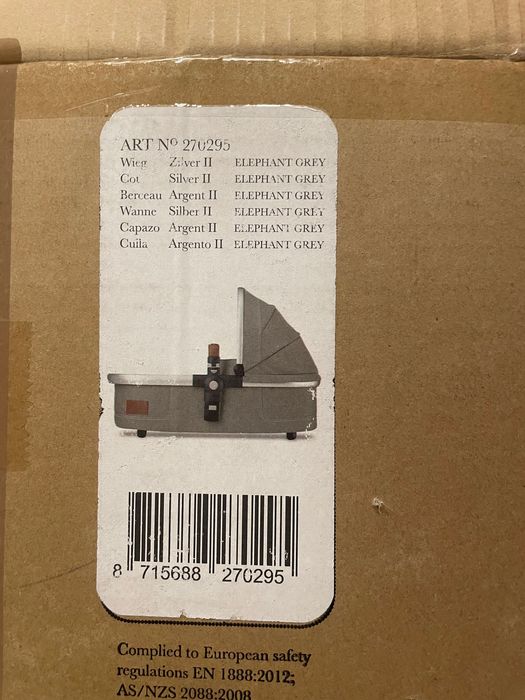 ART Nº 270295
Wieg Zilver II ELEPHANT GREY
Cot Silver II ELEPHANT GREY
Berceau Argent II ELEPHANT GREY
Wanne Silber II ELEPHANT GREY
Capazo Argent II ELEPHANT GREY
Cuila Argento II ELEPHANT GREY
8 715688 270295
Complied to European safety
regulations EN 1888:2012;
AS/NZS 2088:2008